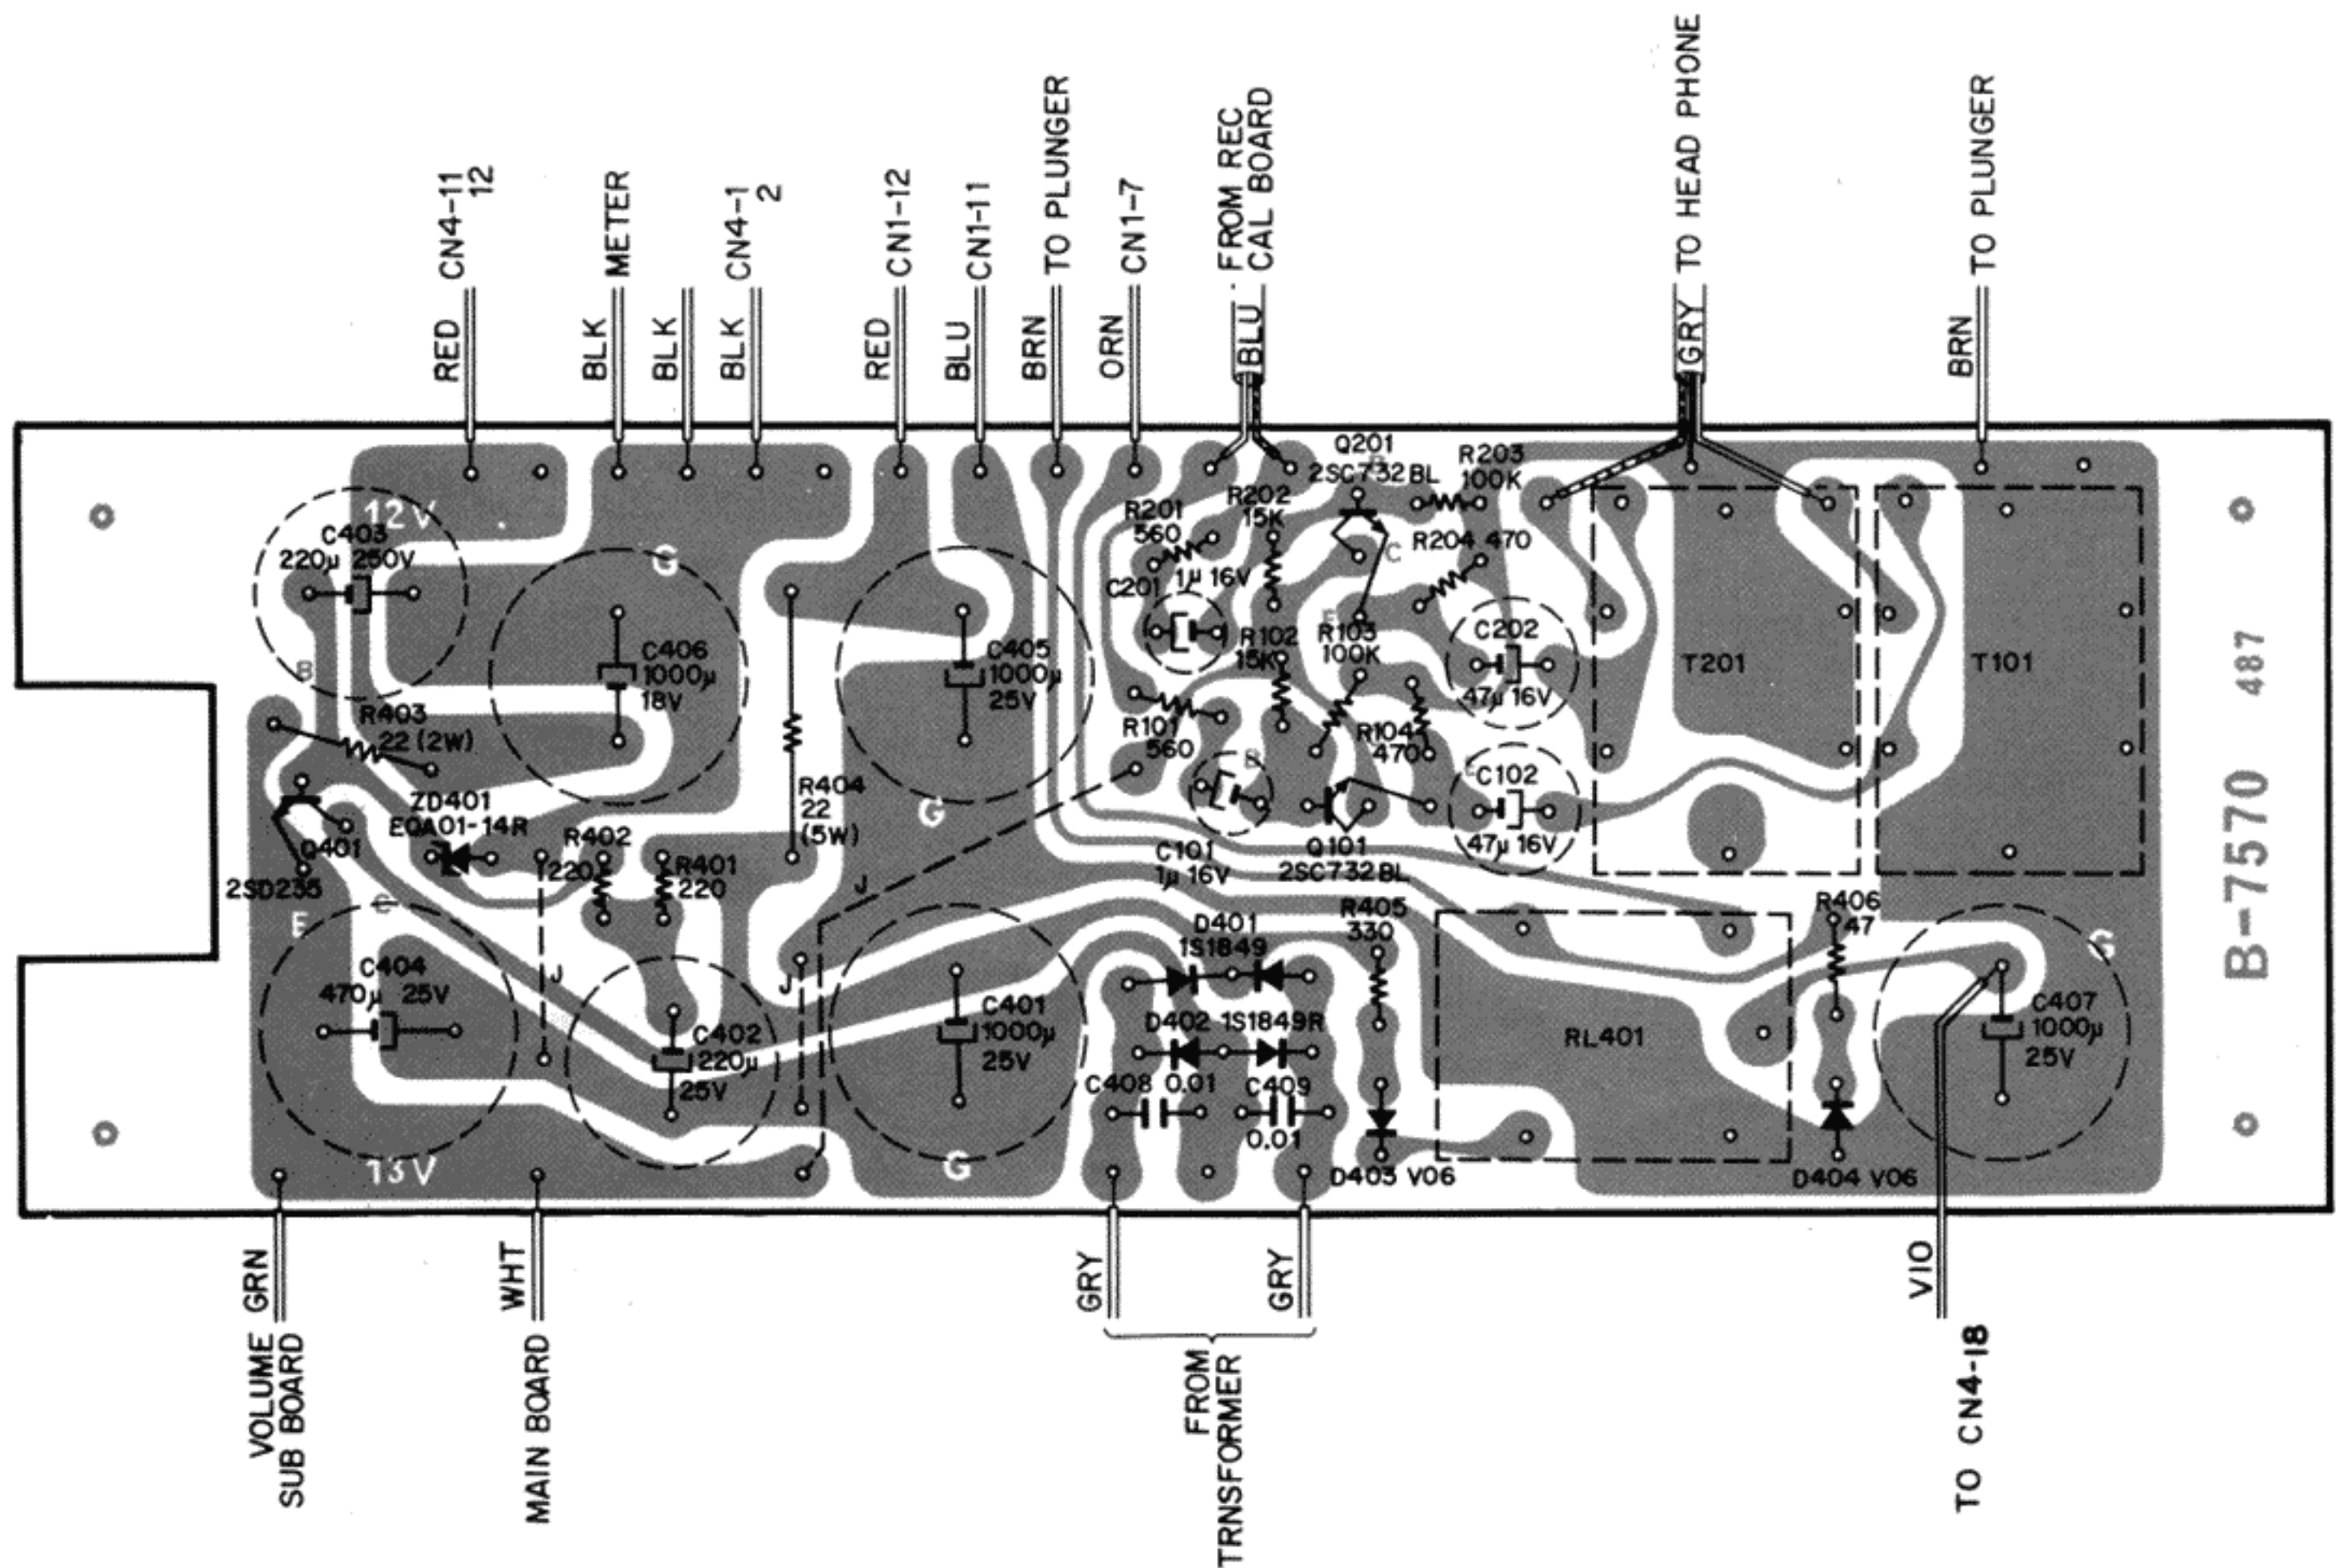 RED CN4-11
12
BLK METER
BLK
BLK CN4-1
2
RED CN1-12
BLU CN1-11
BRN TO PLUNGER
ORN CN1-7
BLU FROM REC
CAL BOARD
GRY TO HEAD PHONE
BRN TO PLUNGER
12V
C403
220μ 250V
B
R403
22 (2W)
ZD401
EQA01-14R
Q401
2SD235
E
C
C404
470μ 25V
13V
G
C406
1000μ
18V
R402
220
R401
220
J
C402
220μ
25V
R404
22
(5W)
J
J
C405
1000μ
25V
G
C401
1000μ
25V
G
R201
560
R202
15K
C201
1μ 16V
Q201
2SC732BL
B
C
E
R203
100K
R204 470
R102
15K
R103
100K
R101
560
R104
470
B
C101
1μ 16V
Q101
2SC732BL
C202
47μ 16V
C102
47μ 16V
T201
T101
D401
1S1849
D402 1S1849R
C408 0.01
C409
0.01
R405
330
D403 V06
RL401
R406
47
D404 V06
C407
1000μ
25V
G
B-7570 487
GRN
VOLUME
SUB BOARD
WHT
MAIN BOARD
GRY
GRY
FROM
TRNSFORMER
VIO
TO CN4-18